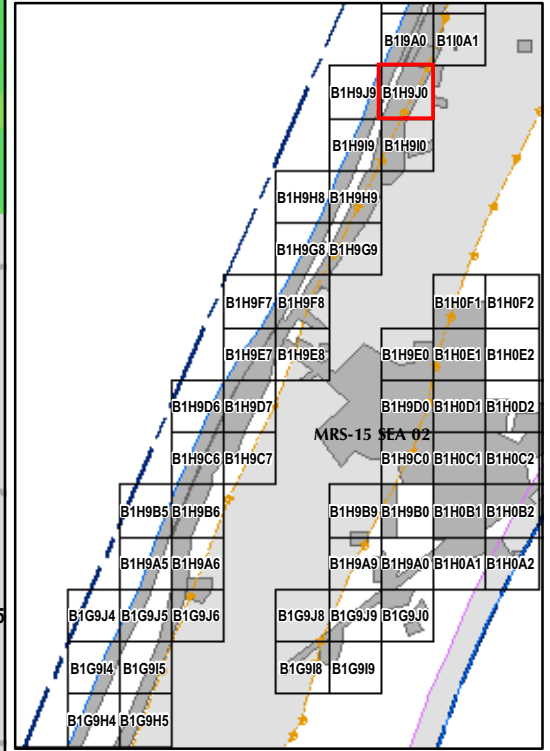 B1I9A0 B1I0A1
B1H9J9 B1H9J0
B1H9I9 B1H9I0
B1H9H8 B1H9H9
B1H9G8 B1H9G9
B1H9F7 B1H9F8 B1H0F1 B1H0F2
B1H9E7 B1H9E8 B1H9E0 B1H0E1 B1H0E2
B1H9D6 B1H9D7 B1H9D0 B1H0D1 B1H0D2
MRS-15 SEA 02
B1H9C6 B1H9C7 B1H9C0 B1H0C1 B1H0C2
B1H9B5 B1H9B6 B1H9B9 B1H9B0 B1H0B1 B1H0B2
B1H9A5 B1H9A6 B1H9A9 B1H9A0 B1H0A1 B1H0A2
B1G9J4 B1G9J5 B1G9J6 B1G9J8 B1G9J9 B1G9J0
B1G9I4 B1G9I5 B1G9I8 B1G9I9
B1G9H4 B1G9H5